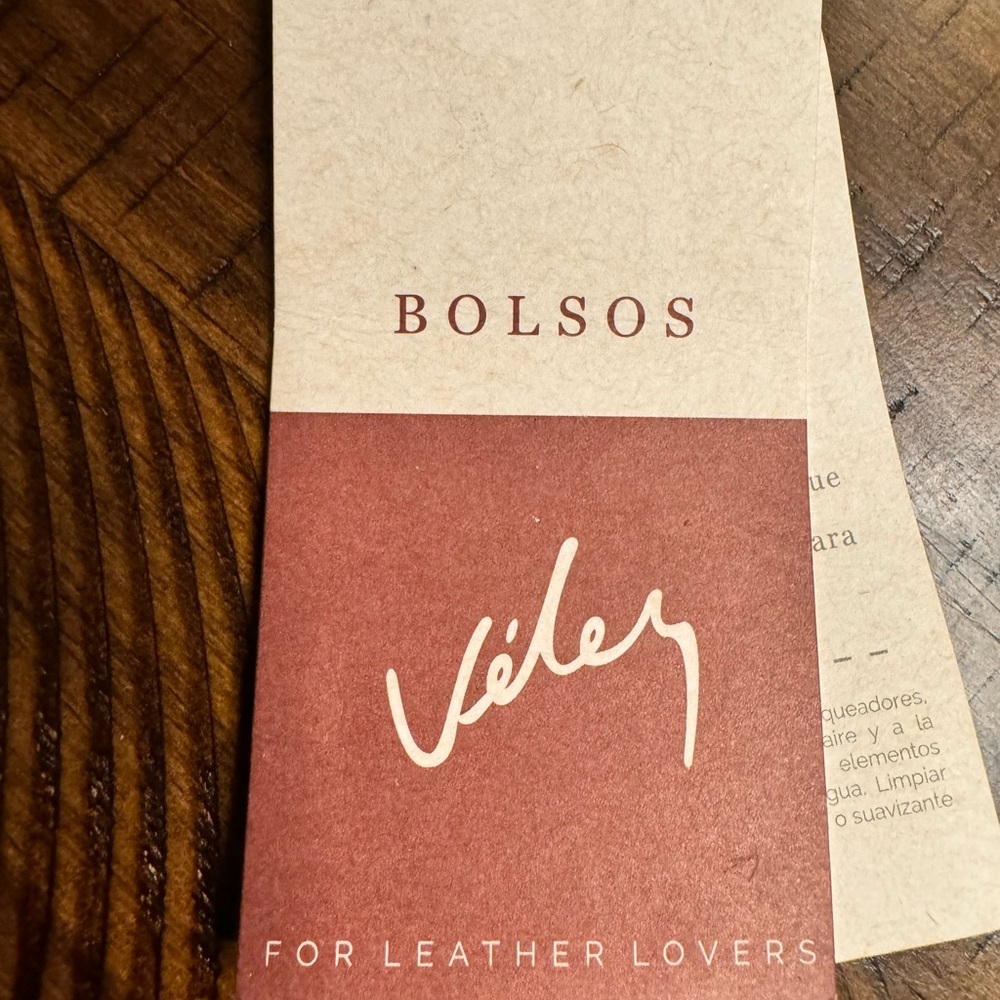 BOLSOS
Vélez
FOR LEATHER LOVERS
ue
ara
--
queadores,
aire y a la
elementos
gua. Limpiar
o suavizante